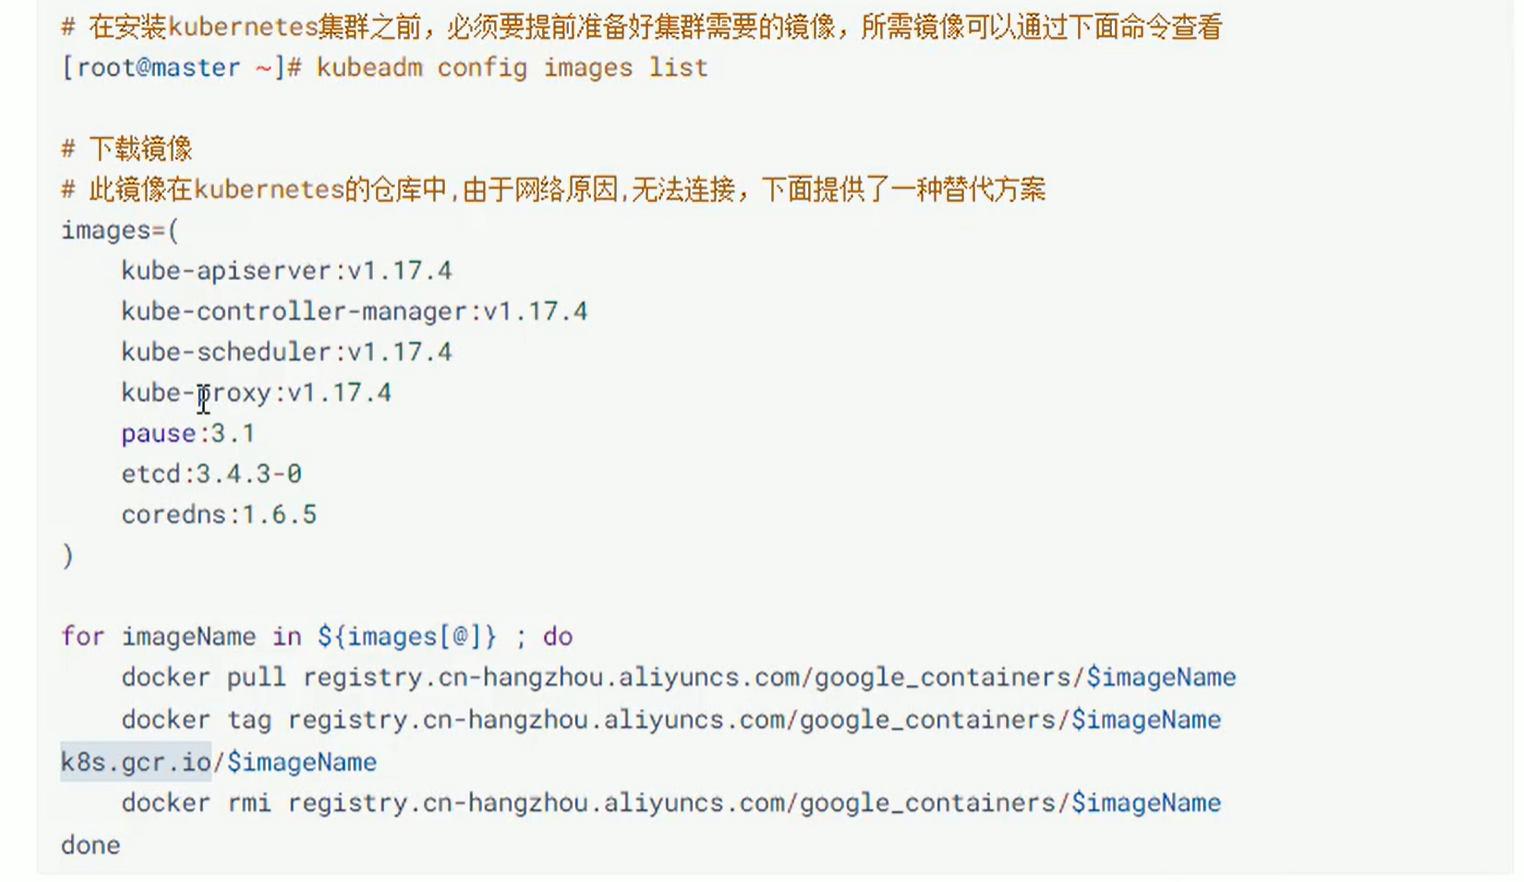 # 在安装kubernetes集群之前，必须要提前准备好集群需要的镜像，所需镜像可以通过下面命令查看
[root@master ~]# kubeadm config images list
# 下载镜像
# 此镜像在kubernetes的仓库中,由于网络原因,无法连接，下面提供了一种替代方案
images=(
    kube-apiserver:v1.17.4
    kube-controller-manager:v1.17.4
    kube-scheduler:v1.17.4
    kube-proxy:v1.17.4
    pause:3.1
    etcd:3.4.3-0
    coredns:1.6.5
)
for imageName in ${images[@]} ; do
    docker pull registry.cn-hangzhou.aliyuncs.com/google_containers/$imageName
    docker tag registry.cn-hangzhou.aliyuncs.com/google_containers/$imageName
k8s.gcr.io/$imageName
    docker rmi registry.cn-hangzhou.aliyuncs.com/google_containers/$imageName
done